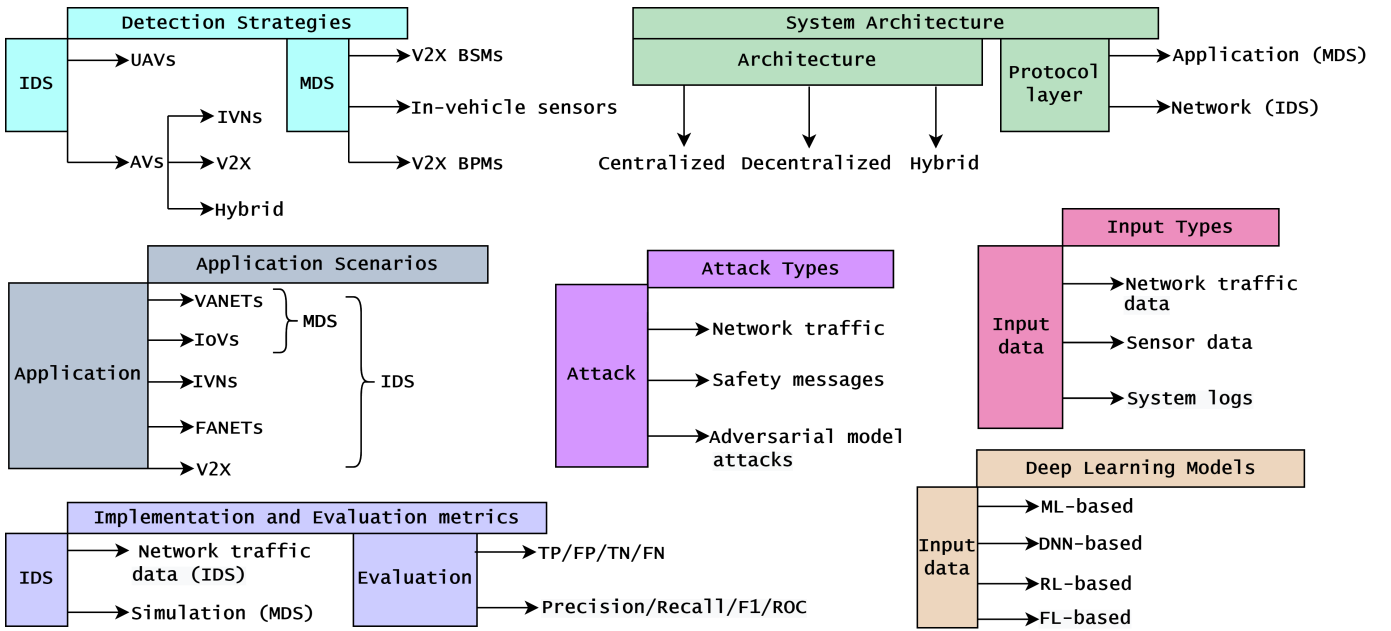 Detection Strategies
IDS
UAVs
AVs
IVNs
V2X
Hybrid
MDS
V2X BSMs
In-vehicle sensors
V2X BPMs
System Architecture
Architecture
Centralized
Decentralized
Hybrid
Protocol
layer
Application (MDS)
Network (IDS)
Application Scenarios
Application
VANETs
IoVs
IVNs
FANETs
V2X
MDS
IDS
Attack Types
Attack
Network traffic
Safety messages
Adversarial model
attacks
Input Types
Input
data
Network traffic
data
Sensor data
System logs
Implementation and Evaluation metrics
IDS
Network traffic
data (IDS)
Simulation (MDS)
Evaluation
TP/FP/TN/FN
Precision/Recall/F1/ROC
Deep Learning Models
Input
data
ML-based
DNN-based
RL-based
FL-based